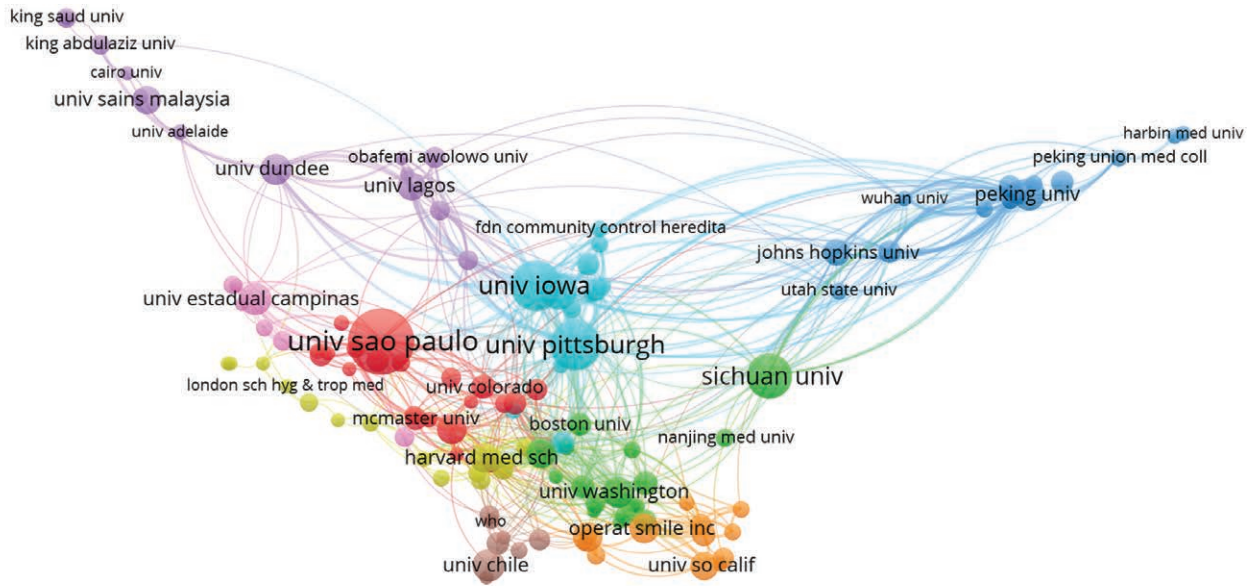 king saud univ
king abdulaziz univ
cairo univ
univ sains malaysia
univ adelaide
harbin med univ
obafemi awolowo univ
peking union med coll
univ dundee
univ lagos
wuhan univ
peking univ
fdn community control heredita
johns hopkins univ
univ iowa
utah state univ
univ estadual campinas
univ sao paulo
univ pittsburgh
sichuan univ
london sch hyg & trop med
univ colorado
mcmaster univ
boston univ
nanjing med univ
harvard med sch
univ washington
who
operat smile inc
univ chile
univ so calif